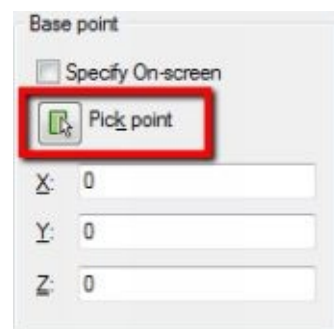 Base point
Specify On-screen
Pick point
X: 0
Y: 0
Z: 0